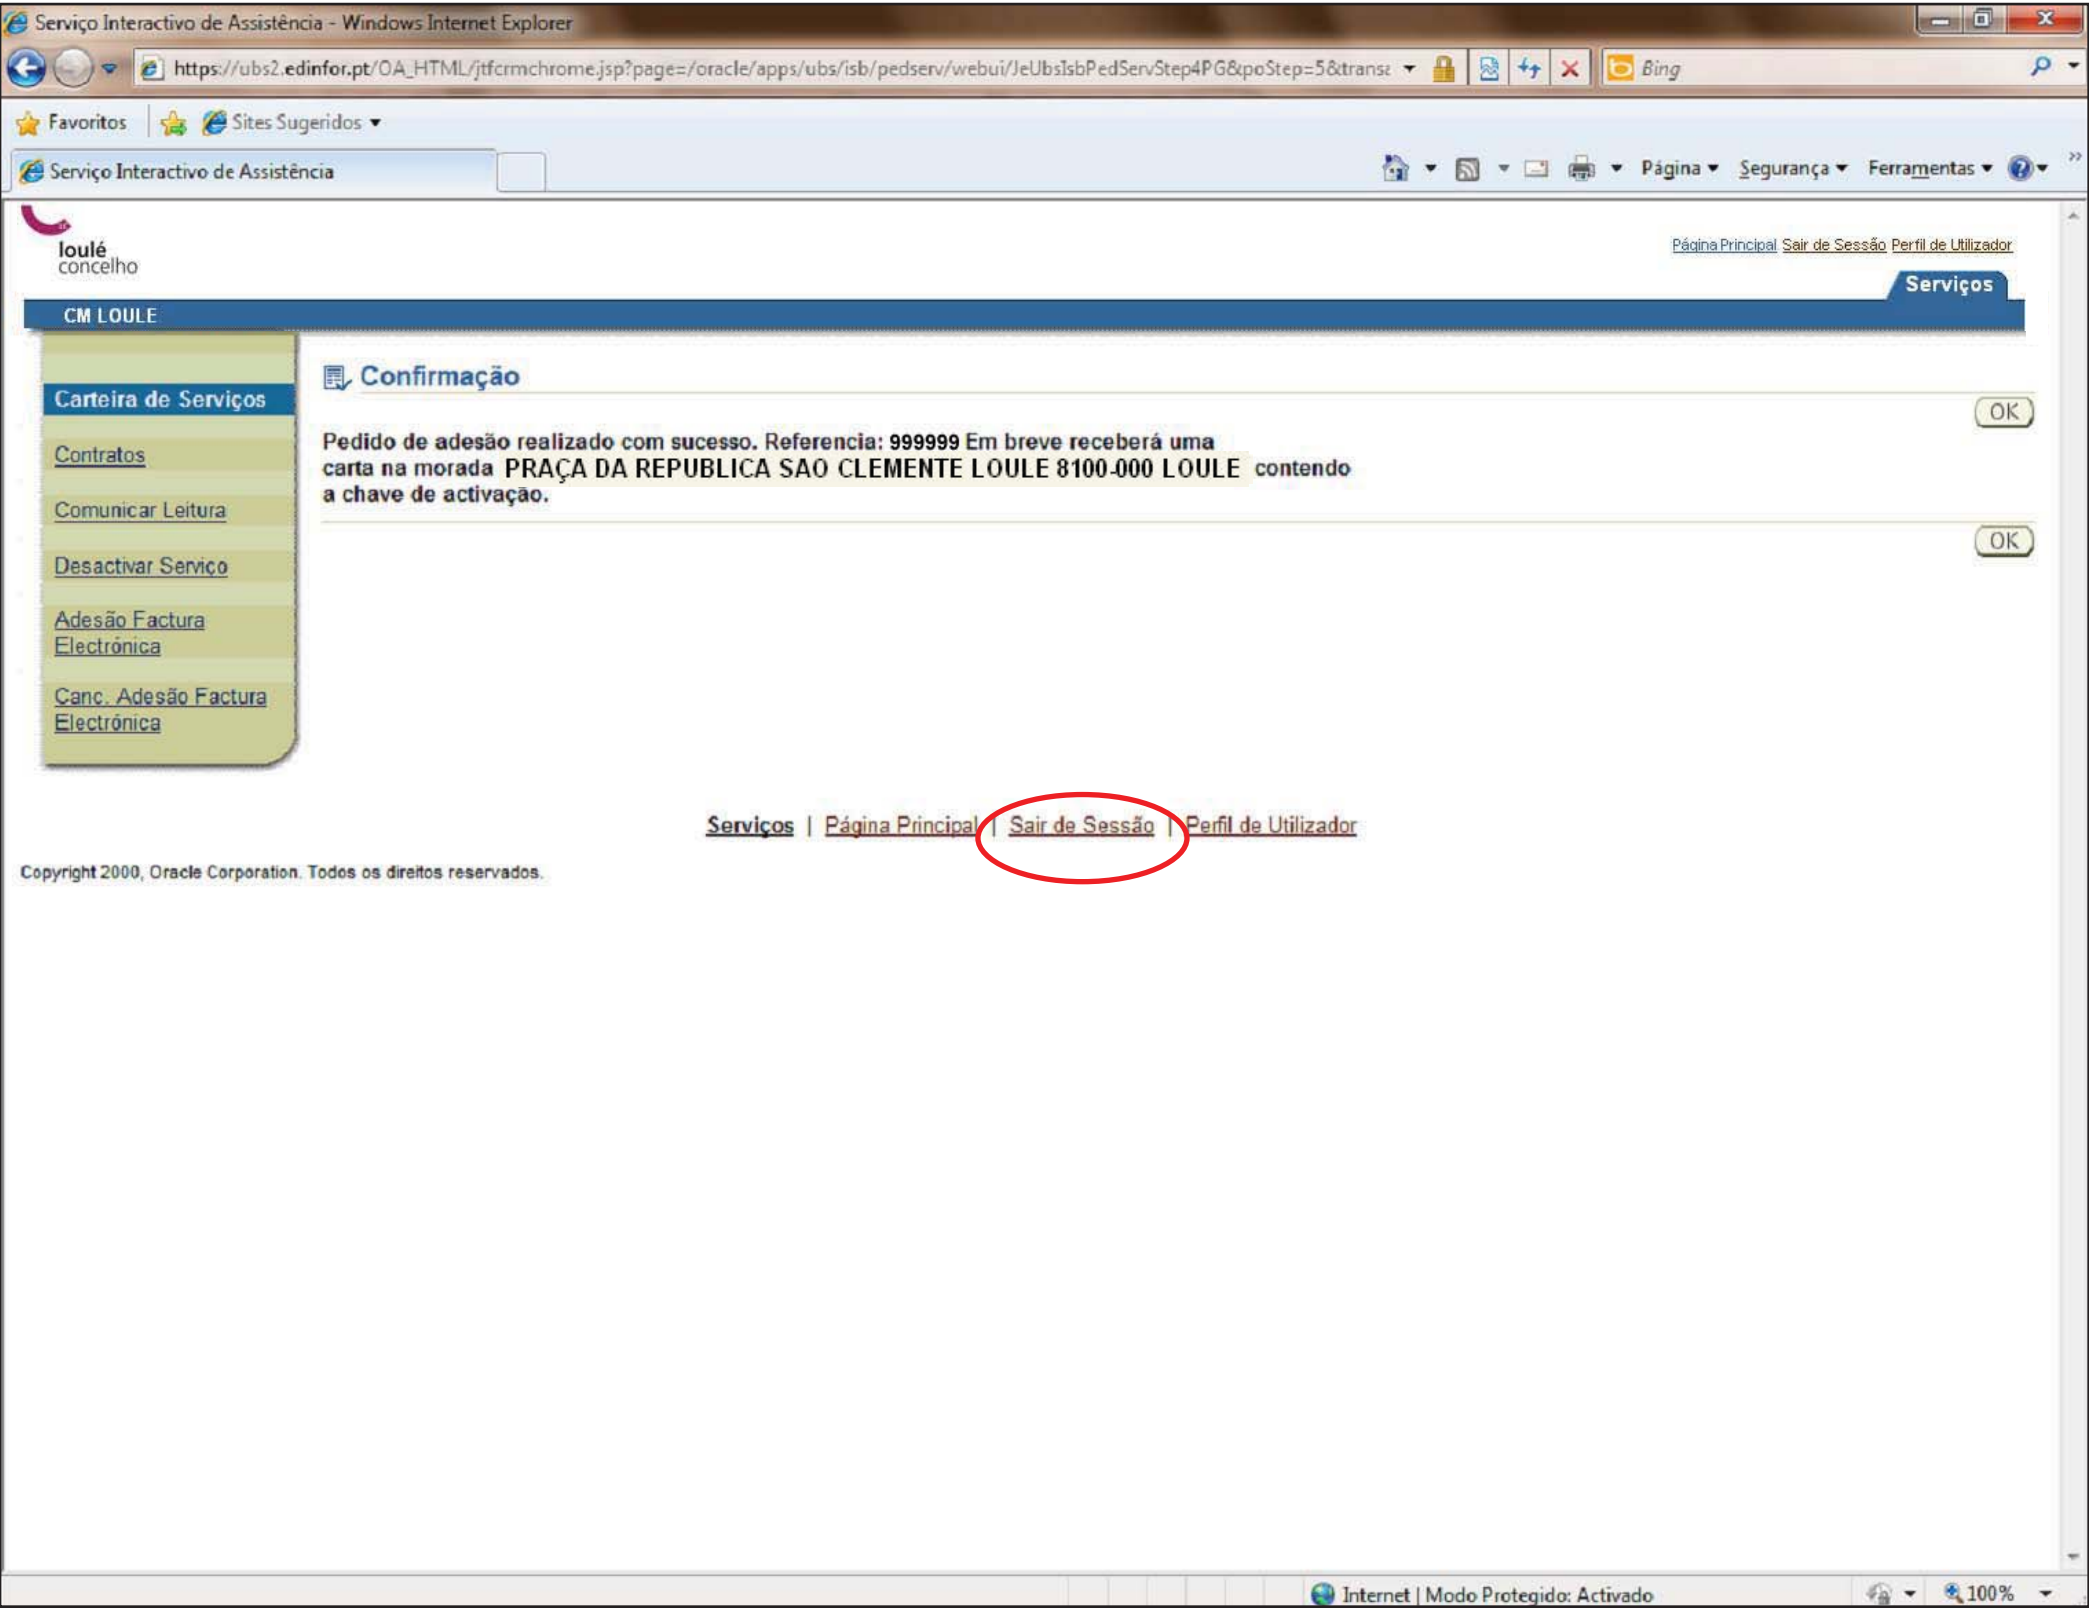 Serviço Interactivo de Assistência - Windows Internet Explorer
https://ubs2.edinfor.pt/OA_HTML/jtfcrmchrome.jsp?page=/oracle/apps/ubs/isb/pedserv/webui/JeUbsIsbPedServStep4PG&poStep=5&trans
Bing
Favoritos
Sites Sugeridos
Serviço Interactivo de Assistência
Página Segurança Ferramentas
loulé
concelho
Página Principal Sair de Sessão Perfil de Utilizador
Serviços
CM LOULE
Carteira de Serviços
Contratos
Comunicar Leitura
Desactivar Serviço
Adesão Factura
Electrónica
Canc. Adesão Factura
Electrónica
Confirmação
OK
Pedido de adesão realizado com sucesso. Referencia: 999999 Em breve receberá uma
carta na morada PRAÇA DA REPUBLICA SAO CLEMENTE LOULE 8100-000 LOULE contendo
a chave de activação.
OK
Serviços | Página Principal | Sair de Sessão | Perfil de Utilizador
Copyright 2000, Oracle Corporation. Todos os direitos reservados.
Internet | Modo Protegido: Activado
100%